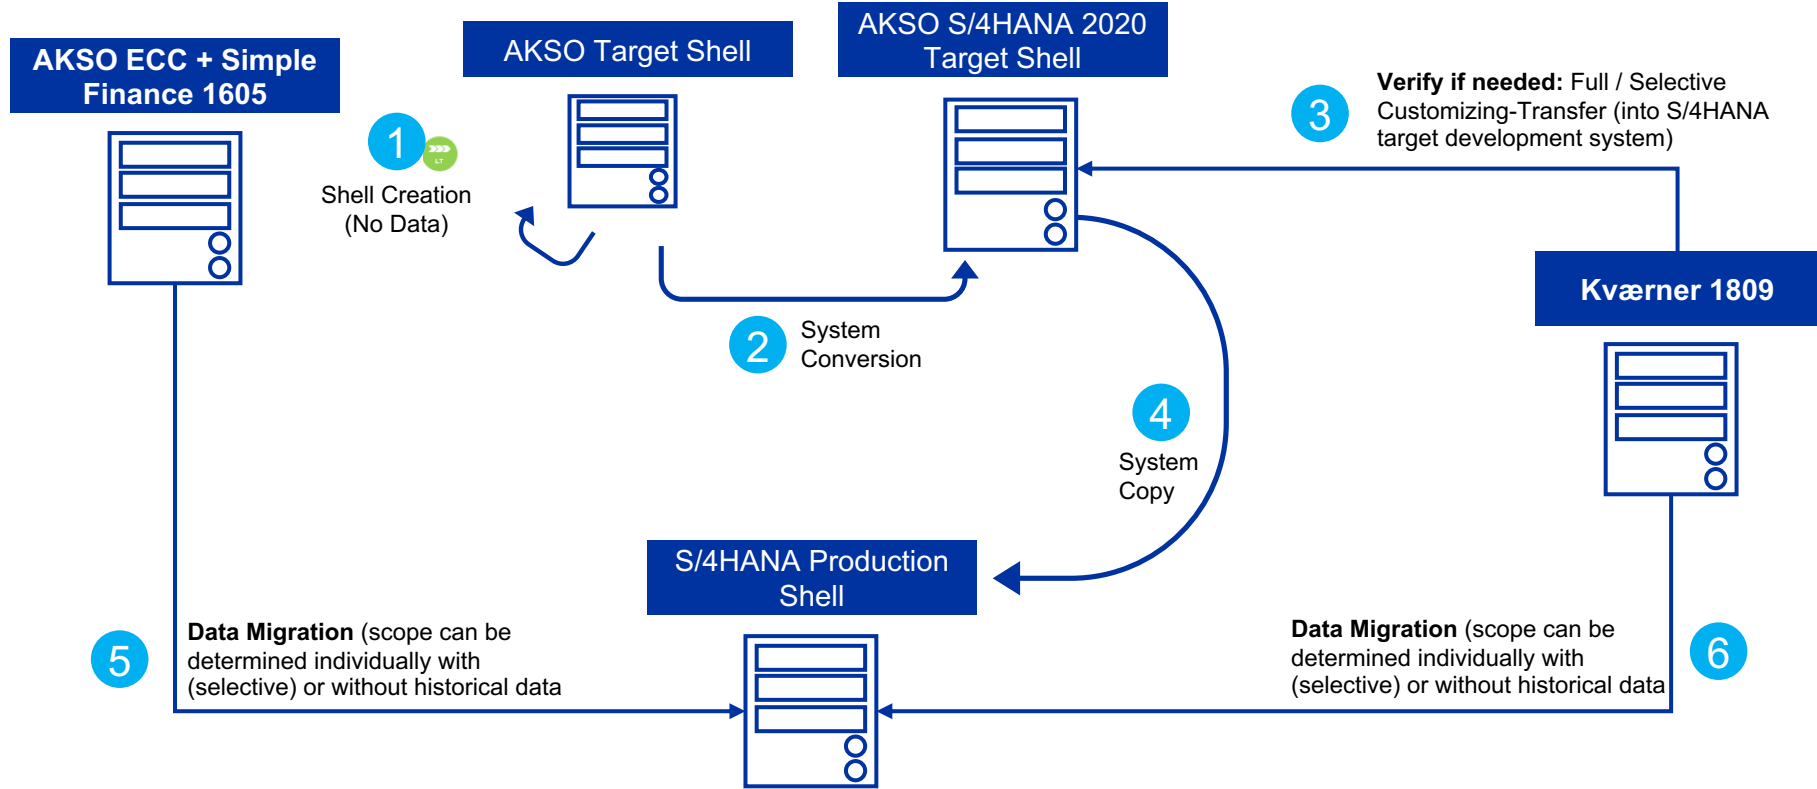 AKSO ECC + Simple
Finance 1605
AKSO Target Shell
AKSO S/4HANA 2020
Target Shell
1
LT
Shell Creation
(No Data)
3
Verify if needed: Full / Selective
Customizing-Transfer (into S/4HANA
target development system)
2
System
Conversion
Kværner 1809
4
System
Copy
S/4HANA Production
Shell
5
Data Migration (scope can be
determined individually with
(selective) or without historical data
Data Migration (scope can be
determined individually with
(selective) or without historical data
6